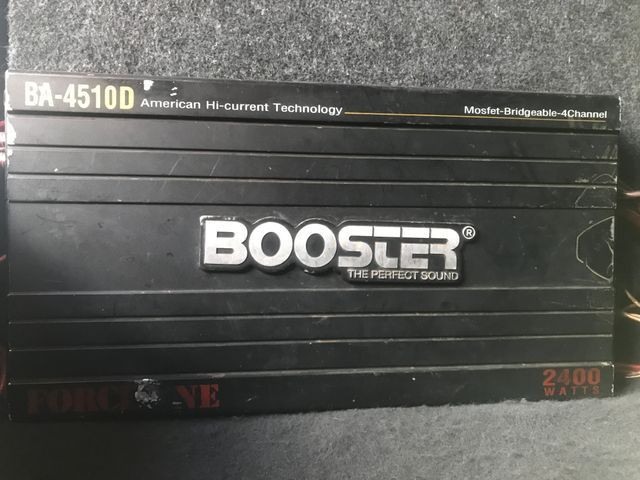 BA-4510D American Hi-current Technology Mosfet-Bridgeable-4Channel
BOOSTER®
THE PERFECT SOUND
2400
WATTS